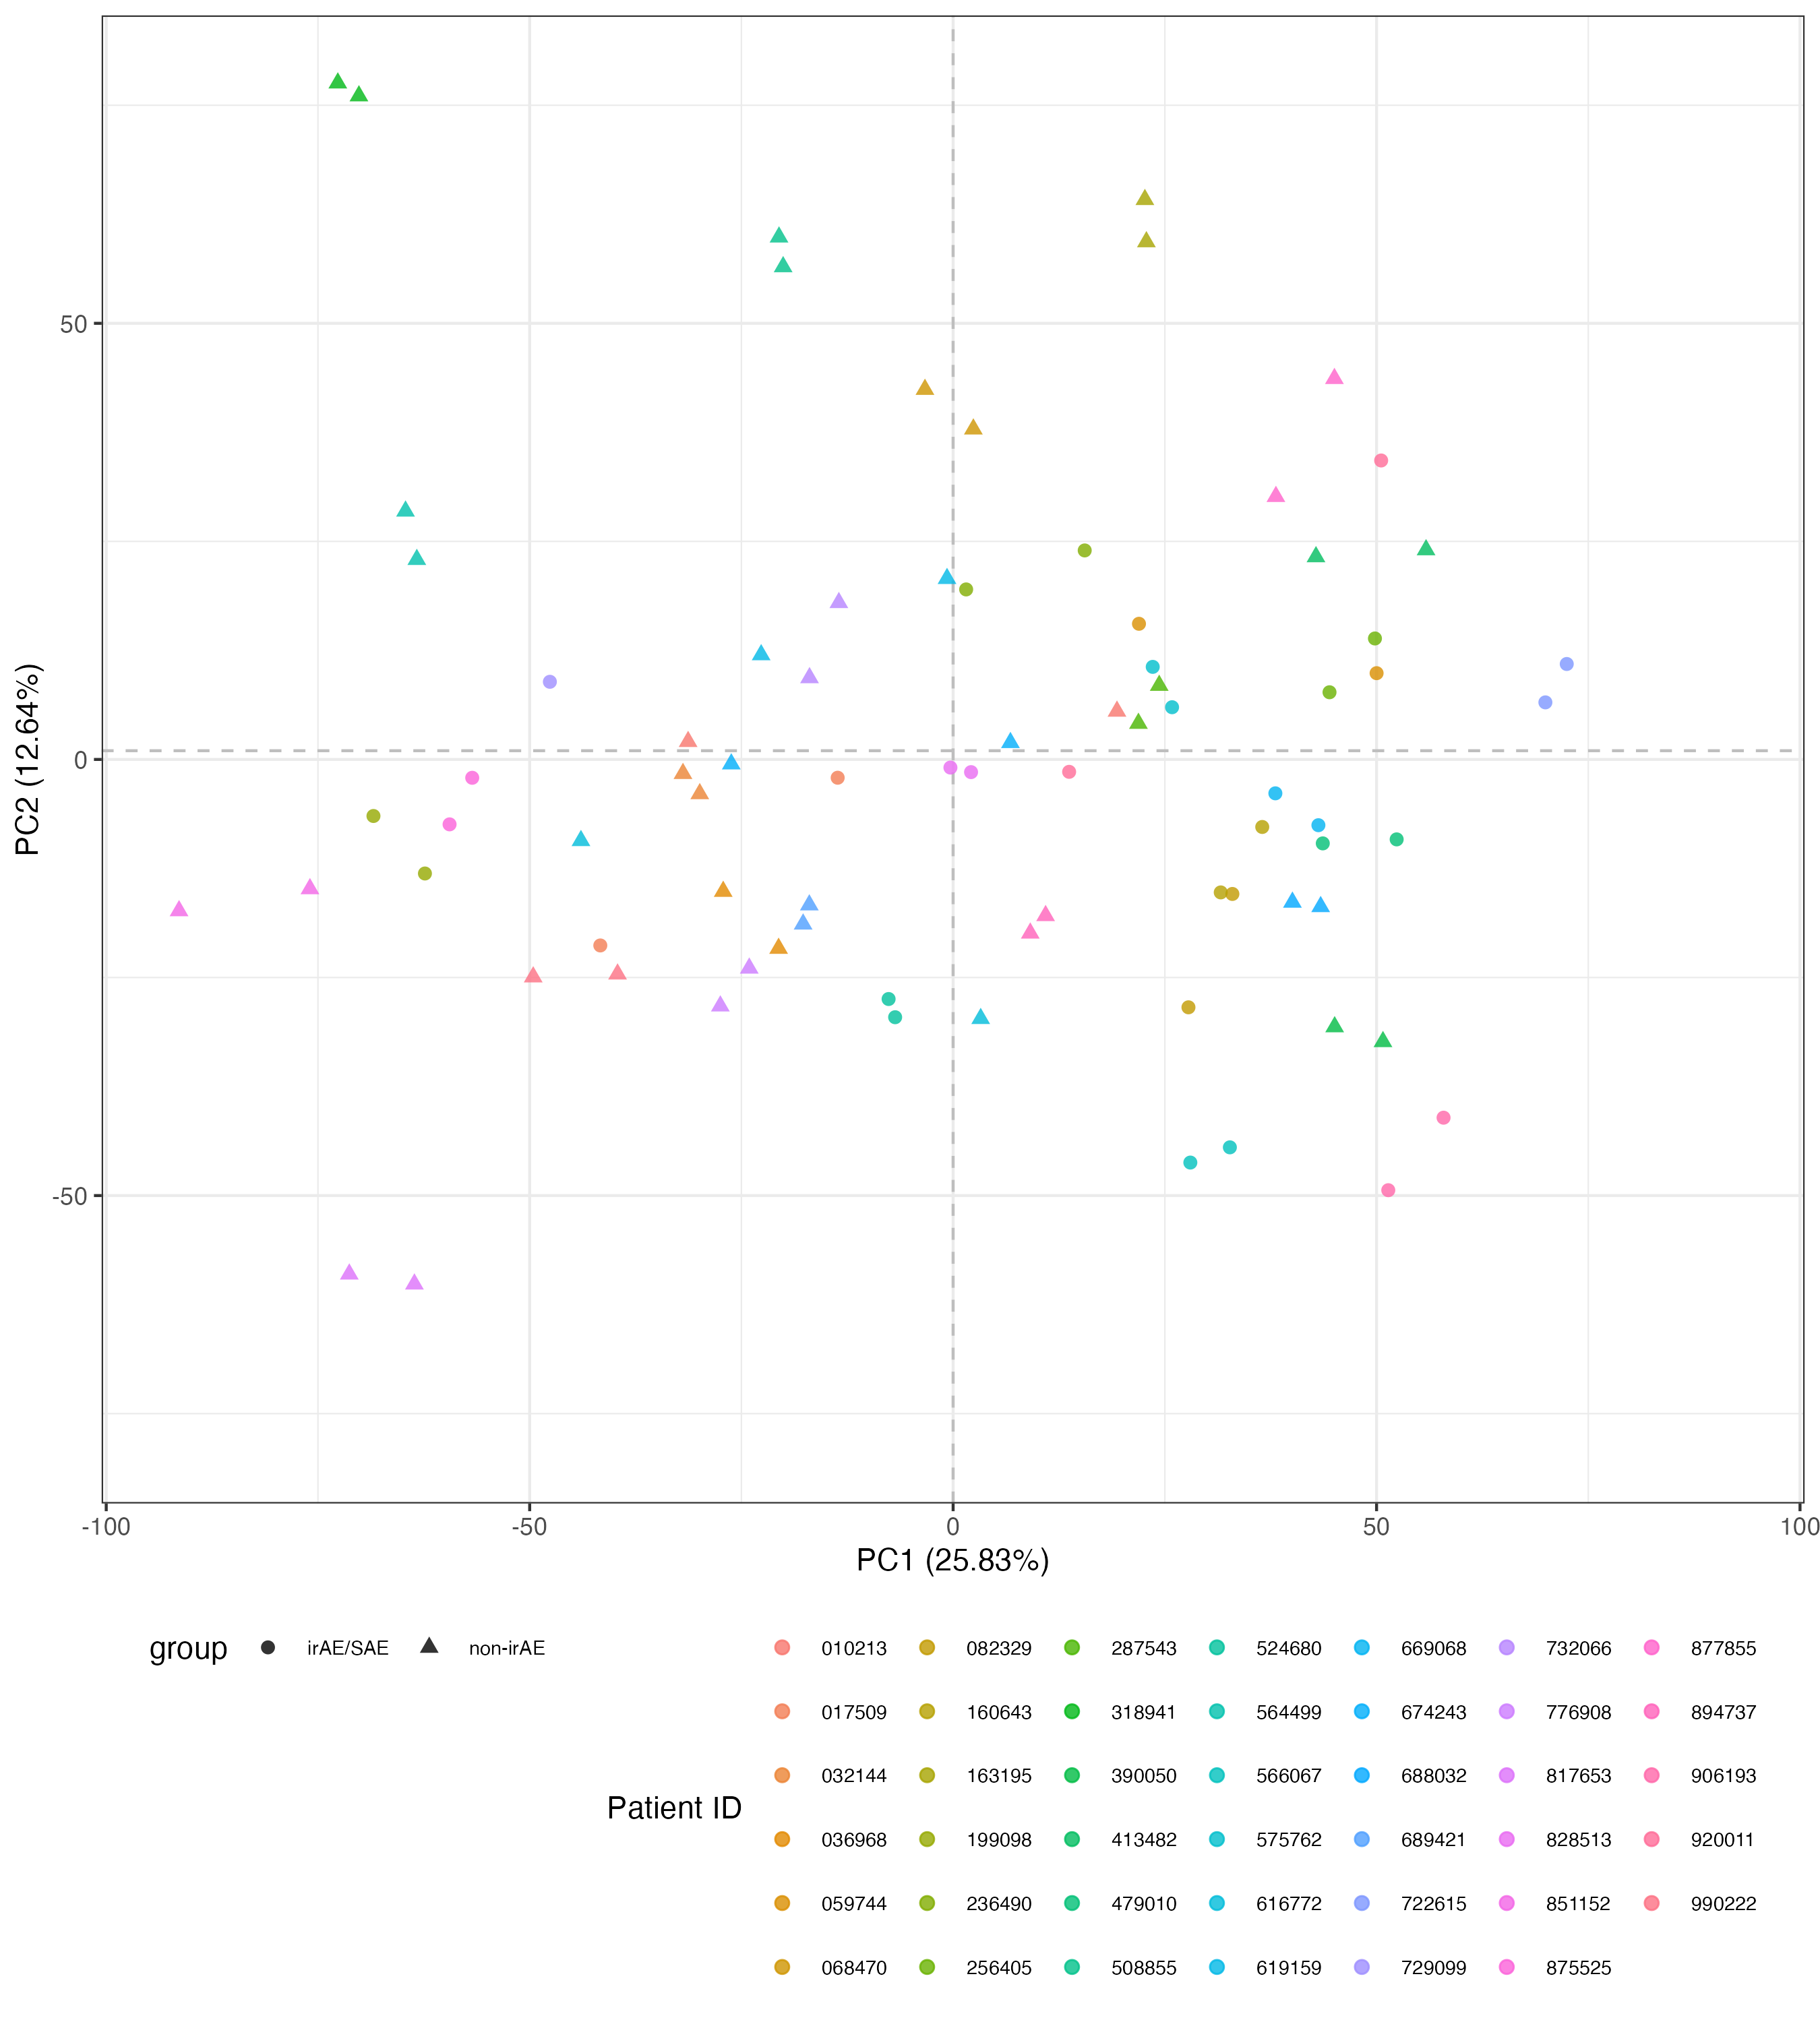 50
0
-50
PC2 (12.64%)
-100 -50 0 50 100
PC1 (25.83%)
group irAE/SAE non-irAE
Patient ID
010213 082329 287543 524680 669068 732066 877855
017509 160643 318941 564499 674243 776908 894737
032144 163195 390050 566067 688032 817653 906193
036968 199098 413482 575762 689421 828513 920011
059744 236490 479010 616772 722615 851152 990222
068470 256405 508855 619159 729099 875525